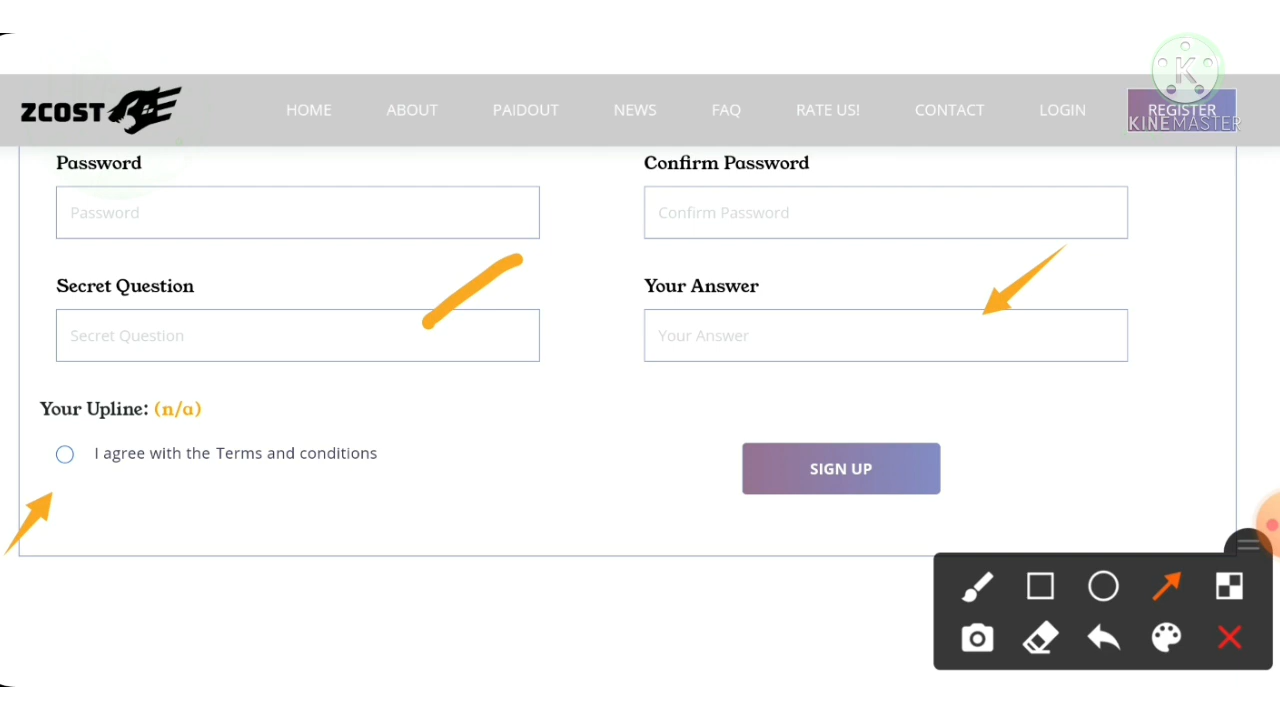 ZCOST
HOME ABOUT PAIDOUT NEWS FAQ RATE US! CONTACT LOGIN REGISTER
K
KINEMASTER
Password Confirm Password
Password Confirm Password
Secret Question Your Answer
Secret Question Your Answer
Your Upline: (n/a)
I agree with the Terms and conditions
SIGN UP